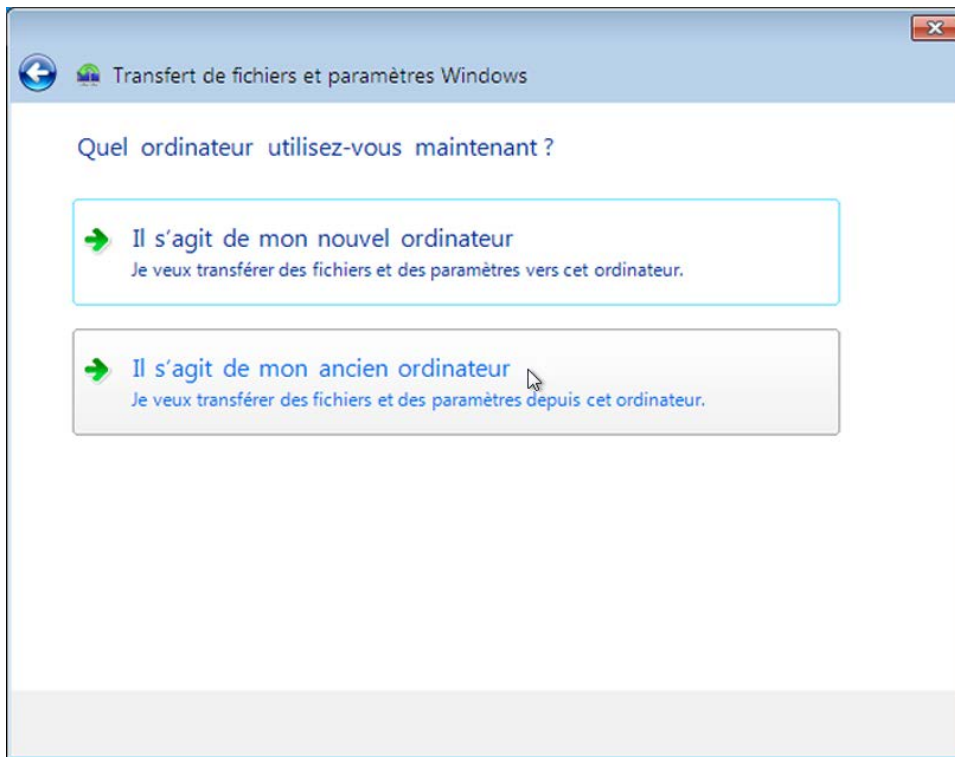 Transfert de fichiers et paramètres Windows
Quel ordinateur utilisez-vous maintenant ?
Il s'agit de mon nouvel ordinateur
Je veux transférer des fichiers et des paramètres vers cet ordinateur.
Il s'agit de mon ancien ordinateur
Je veux transférer des fichiers et des paramètres depuis cet ordinateur.